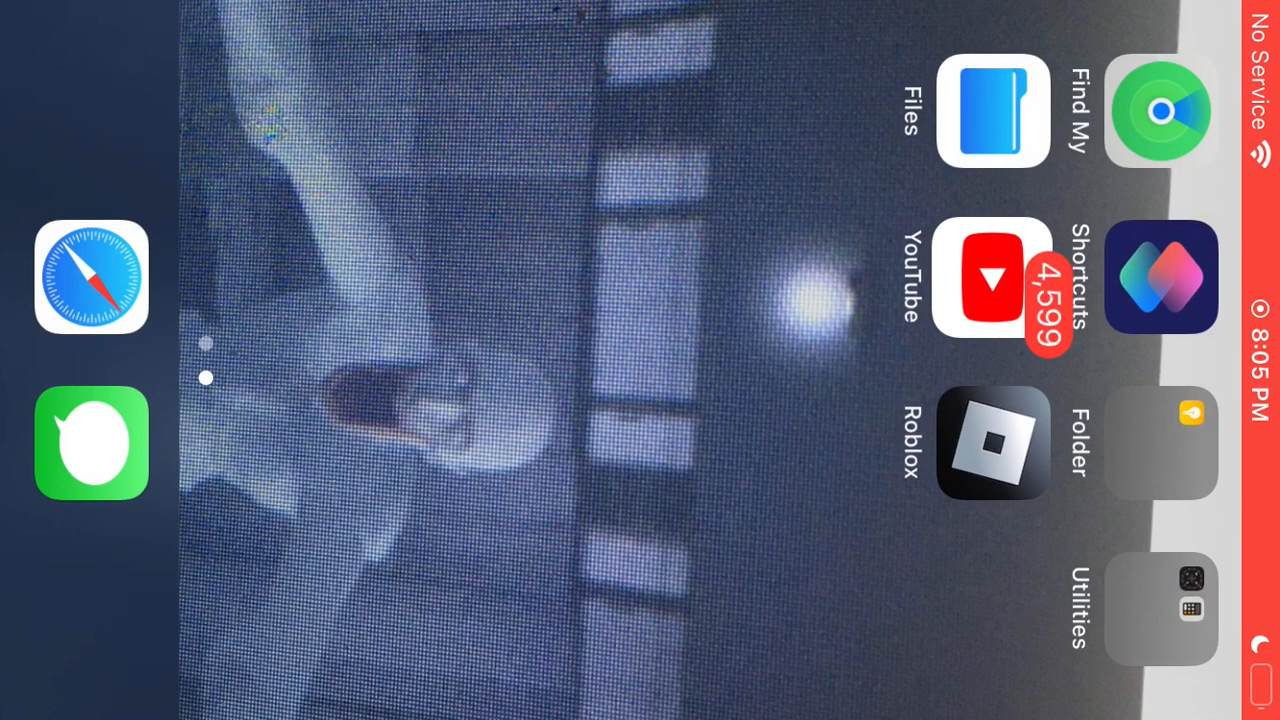 No Service 8:05 PM
Find My Shortcuts Folder Utilities
4,599
Files YouTube Roblox